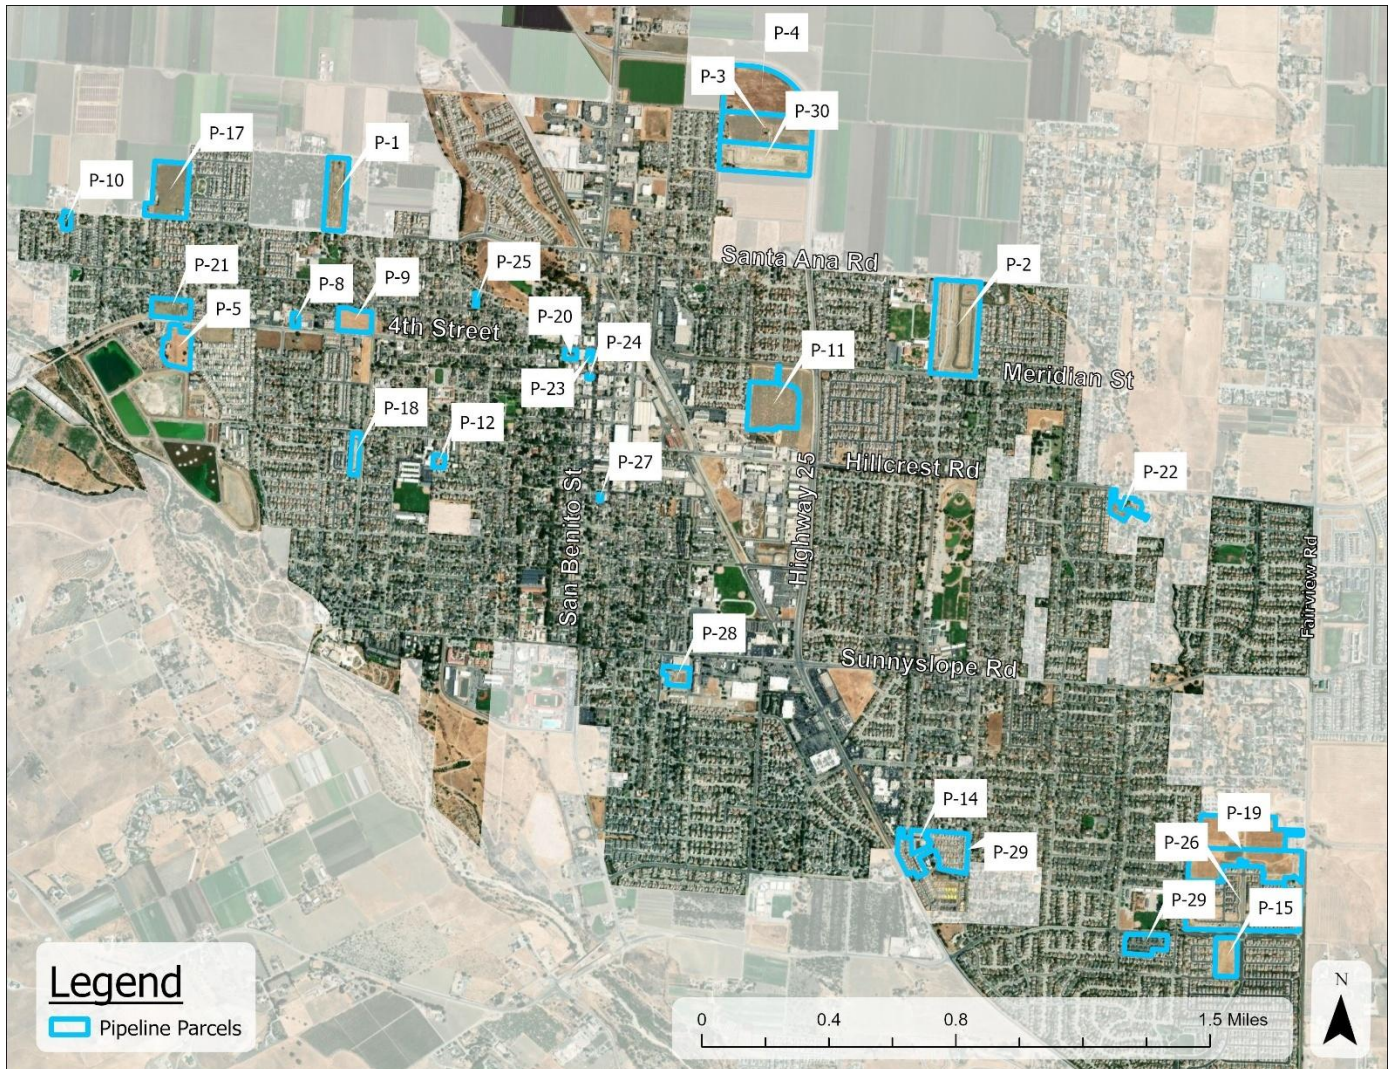 P-4
P-3
P-30
P-17
P-1
P-10
Santa Ana Rd
P-21
P-25
P-2
P-5
P-8
P-9
4th Street
P-20
P-24
P-11
P-23
Meridian St
P-18
P-12
P-27
Hillcrest Rd
P-22
San Benito St
Highway 25
Fairview Rd
P-28
Sunnyslope Rd
P-14
P-19
P-29
P-26
P-29
P-15
Legend
Pipeline Parcels
0 0.4 0.8 1.5 Miles
N